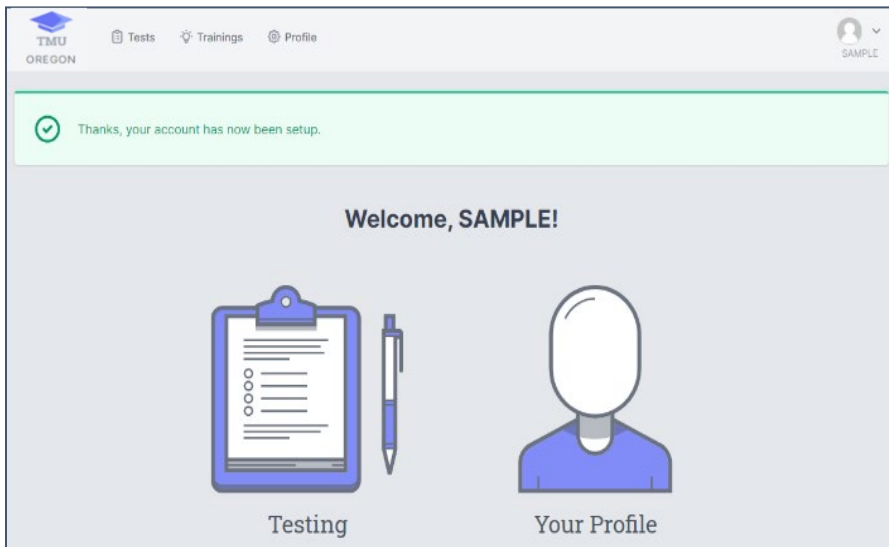 TMU
OREGON
Tests Trainings Profile
SAMPLE
Thanks, your account has now been setup.
Welcome, SAMPLE!
Testing Your Profile